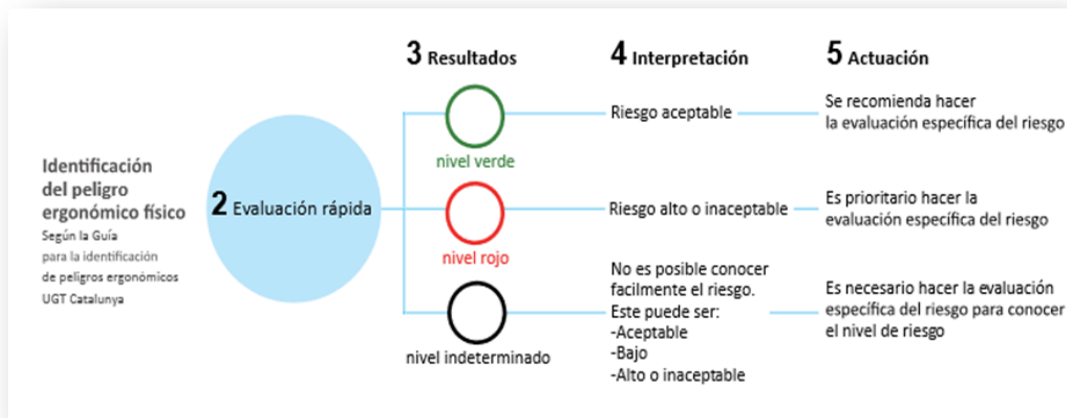 Identificación
del peligro
ergonómico físico
Según la Guía
para la identificación
de peligros ergonómicos
UGT Catalunya
2 Evaluación rápida
3 Resultados
nivel verde
nivel rojo
nivel indeterminado
4 Interpretación
Riesgo aceptable
Riesgo alto o inaceptable
No es posible conocer
facilmente el riesgo.
Este puede ser:
-Aceptable
-Bajo
-Alto o inaceptable
5 Actuación
Se recomienda hacer
la evaluación específica del riesgo
Es prioritario hacer la
evaluación específica del riesgo
Es necesario hacer la evaluación
específica del riesgo para conocer
el nivel de riesgo